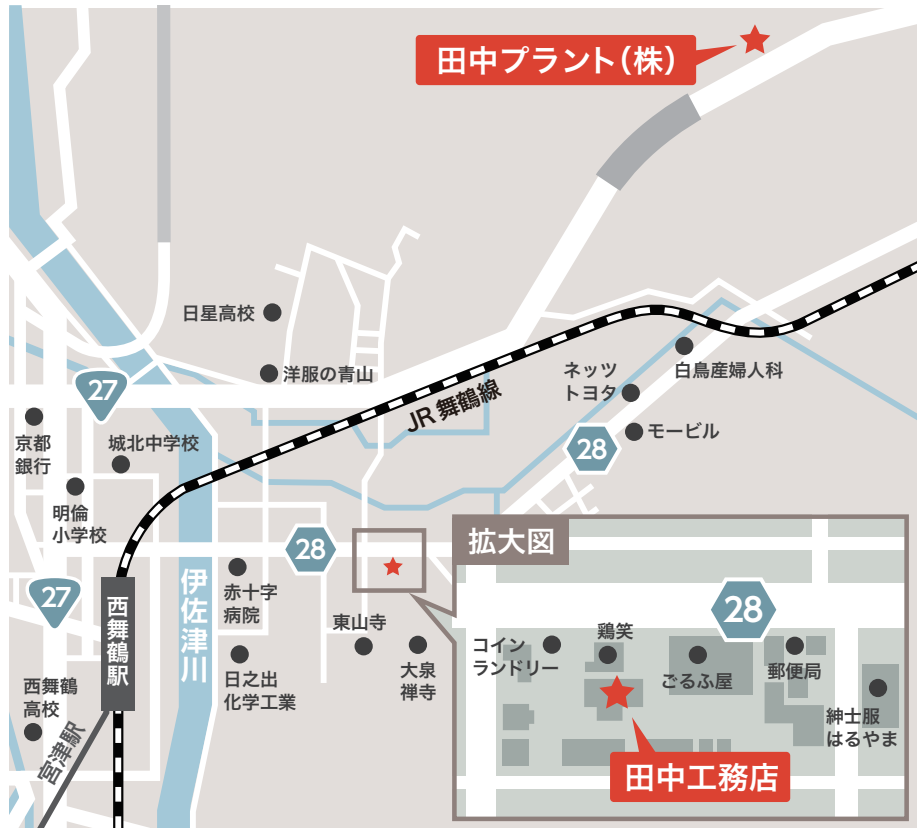 田中プラント(株)
日星高校
洋服の青山
27
京都
銀行
城北中学校
明倫
小学校
JR 舞鶴線
ネッツ
トヨタ
白鳥産婦人科
モービル
28
28
27
西舞鶴駅
伊佐津川
赤十字
病院
日之出
化学工業
東山寺
大泉
禅寺
西舞鶴
高校
宮津駅
拡大図
28
コイン
ランドリー
鶏笑
ごるふ屋
郵便局
紳士服
はるやま
田中工務店